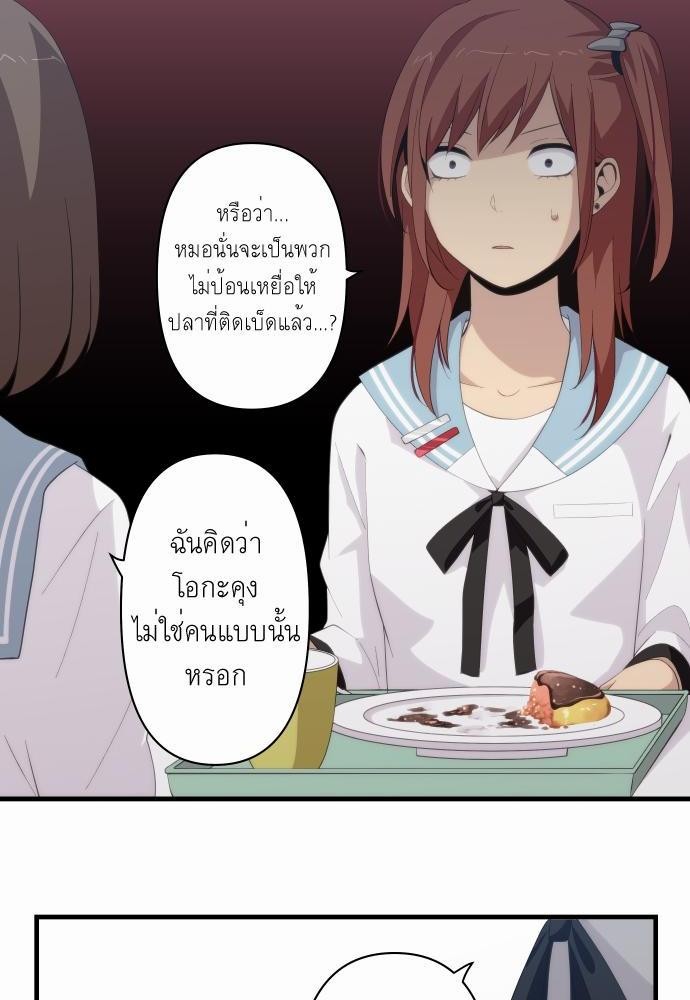 หรือว่า...
หมอนั่นจะเป็นพวก
ไม่ป้อนเหยื่อให้
ปลาที่ติดเบ็ดแล้ว...?
ฉันคิดว่า
โอกะคุง
ไม่ใช่คนแบบนั้น
หรอก